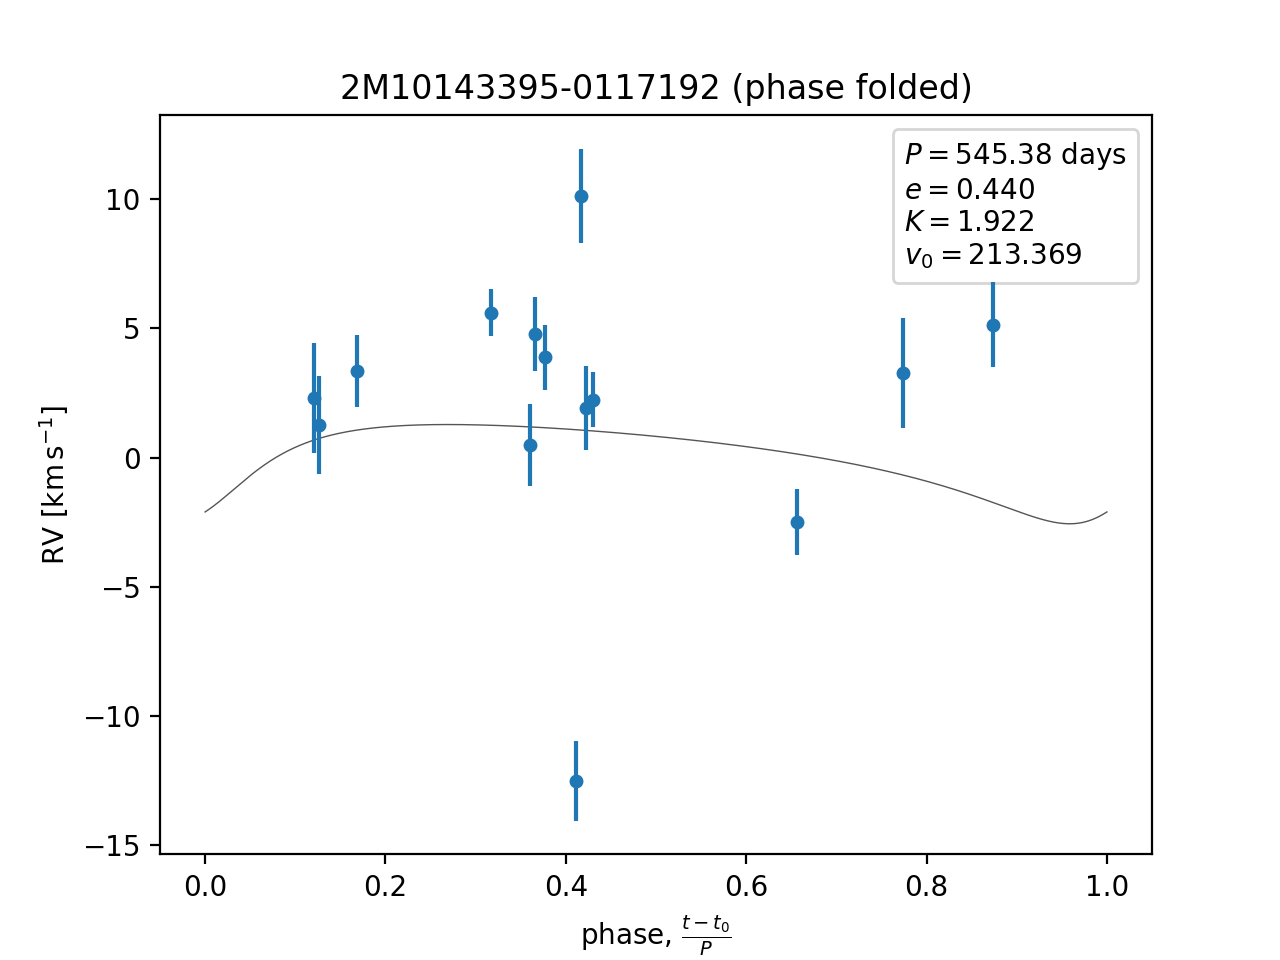 2M10143395-0117192 (phase folded)
P = 545.38 days
e = 0.440
K = 1.922
v₀ = 213.369
RV [km s⁻¹]
10
5
0
−5
−10
−15
0.0 0.2 0.4 0.6 0.8 1.0
phase, (t − t₀)/P